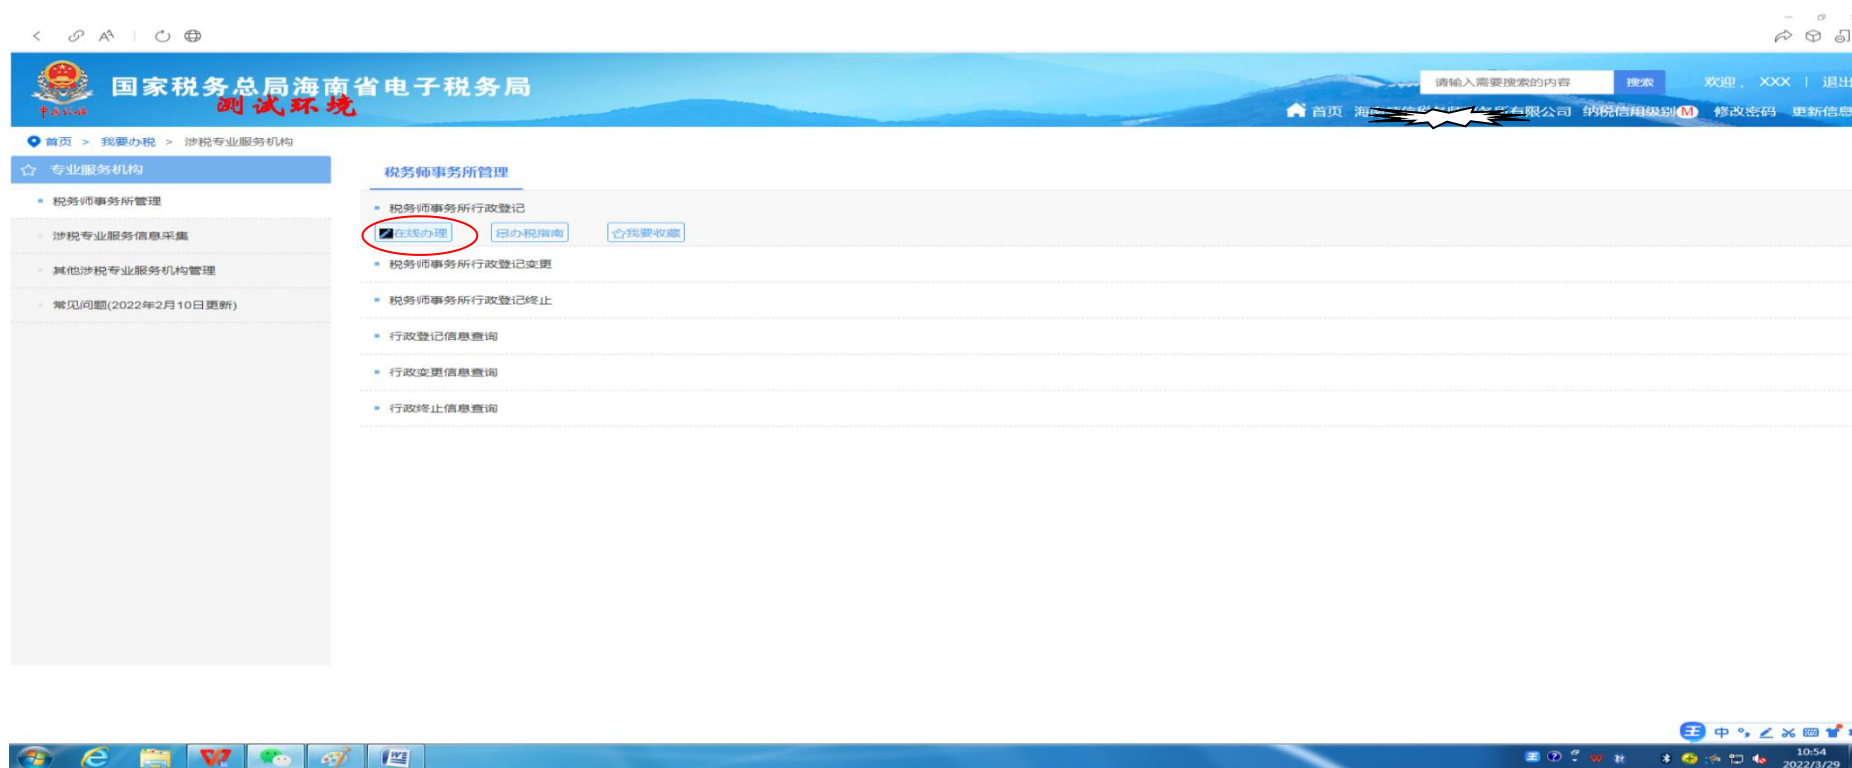 国家税务总局海南省电子税务局
测试环境
中国税务
请输入需要搜索的内容 搜索 欢迎，XXX | 退出
首页 海 有限公司 纳税信用级别 M 修改密码 更新信息
首页 > 我要办税 > 涉税专业服务机构
专业服务机构
税务师事务所管理
涉税专业服务信息采集
其他涉税专业服务机构管理
常见问题(2022年2月10日更新)
税务师事务所管理
税务师事务所行政登记
在线办理 办税指南 我要收藏
税务师事务所行政登记变更
税务师事务所行政登记终止
行政登记信息查询
行政变更信息查询
行政终止信息查询
王 中
10:54
2022/3/29